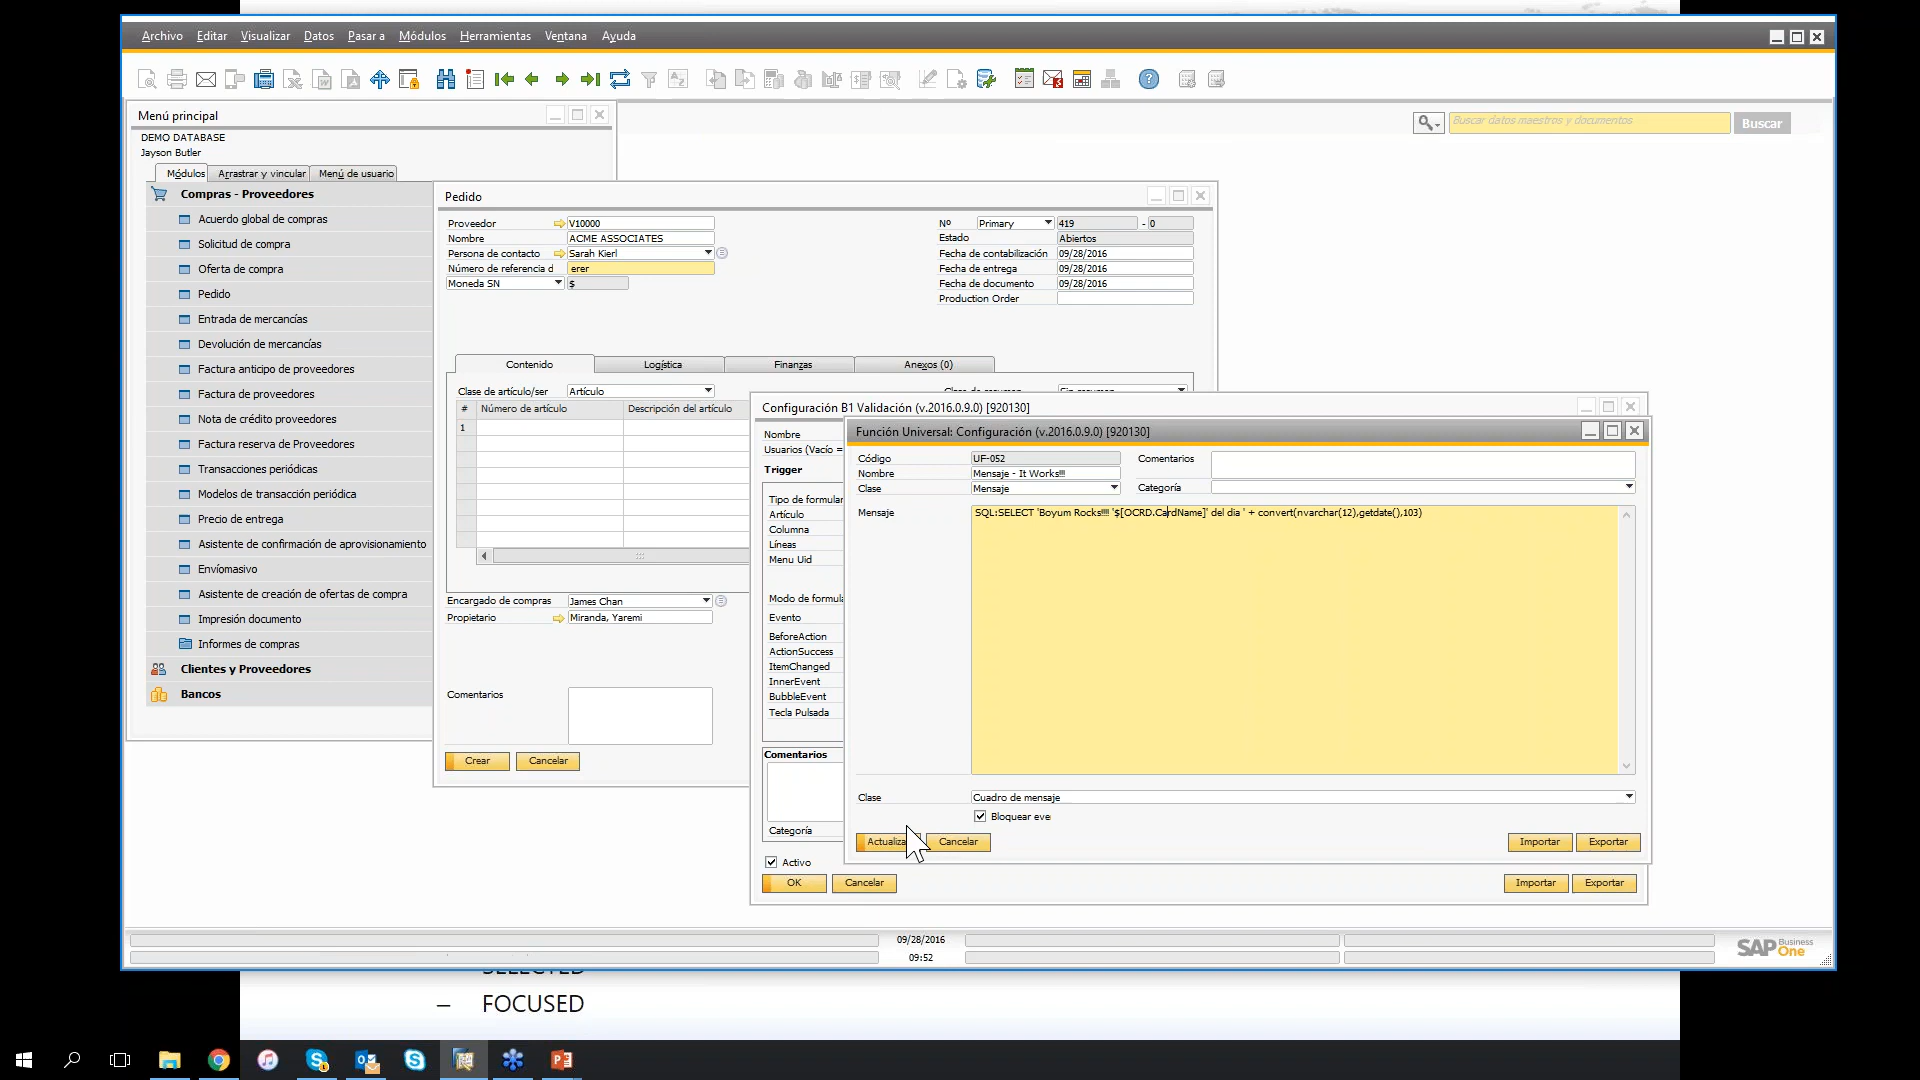 Archivo Editar Visualizar Datos Pasar a Módulos Herramientas Ventana Ayuda
Menú principal
DEMO DATABASE
Jayson Butler
Módulos Arrastrar y vincular Menú de usuario
Compras - Proveedores
Acuerdo global de compras
Solicitud de compra
Oferta de compra
Pedido
Entrada de mercancías
Devolución de mercancías
Factura anticipo de proveedores
Factura de proveedores
Nota de crédito proveedores
Factura reserva de Proveedores
Transacciones periódicas
Modelos de transacción periódica
Precio de entrega
Asistente de confirmación de aprovisionamiento
Envíomasivo
Asistente de creación de ofertas de compra
Impresión documento
Informes de compras
Clientes y Proveedores
Bancos
Buscar datos maestros y documentos Buscar
Pedido
Proveedor V10000
Nombre ACME ASSOCIATES
Persona de contacto Sarah Kierl
Número de referencia d erer
Moneda SN $
Nº Primary 419 - 0
Estado Abiertos
Fecha de contabilización 09/28/2016
Fecha de entrega 09/28/2016
Fecha de documento 09/28/2016
Production Order
Contenido Logística Finanzas Anexos (0)
Clase de artículo/ser Artículo
# Número de artículo Descripción del artículo
1
Encargado de compras James Chan
Propietario Miranda, Yaremi
Comentarios
Crear Cancelar
Configuración B1 Validación (v.2016.0.9.0) [920130]
Nombre
Usuarios (Vacío =
Trigger
Tipo de formular
Artículo
Columna
Líneas
Menu Uid
Modo de formula
Evento
BeforeAction
ActionSuccess
ItemChanged
InnerEvent
BubbleEvent
Tecla Pulsada
Comentarios
Categoría
Activo
OK Cancelar Importar Exportar
Función Universal: Configuración (v.2016.0.9.0) [920130]
Código UF-052 Comentarios
Nombre Mensaje - It Works!!!
Clase Mensaje Categoría
Mensaje SQL:SELECT 'Boyum Rocks!!!! '$[OCRD.CardName]' del dia ' + convert(nvarchar(12),getdate(),103)
Clase Cuadro de mensaje
Bloquear eve
Actualiza Cancelar Importar Exportar
09/28/2016
09:52
SAP Business One
SELECTED
– FOCUSED